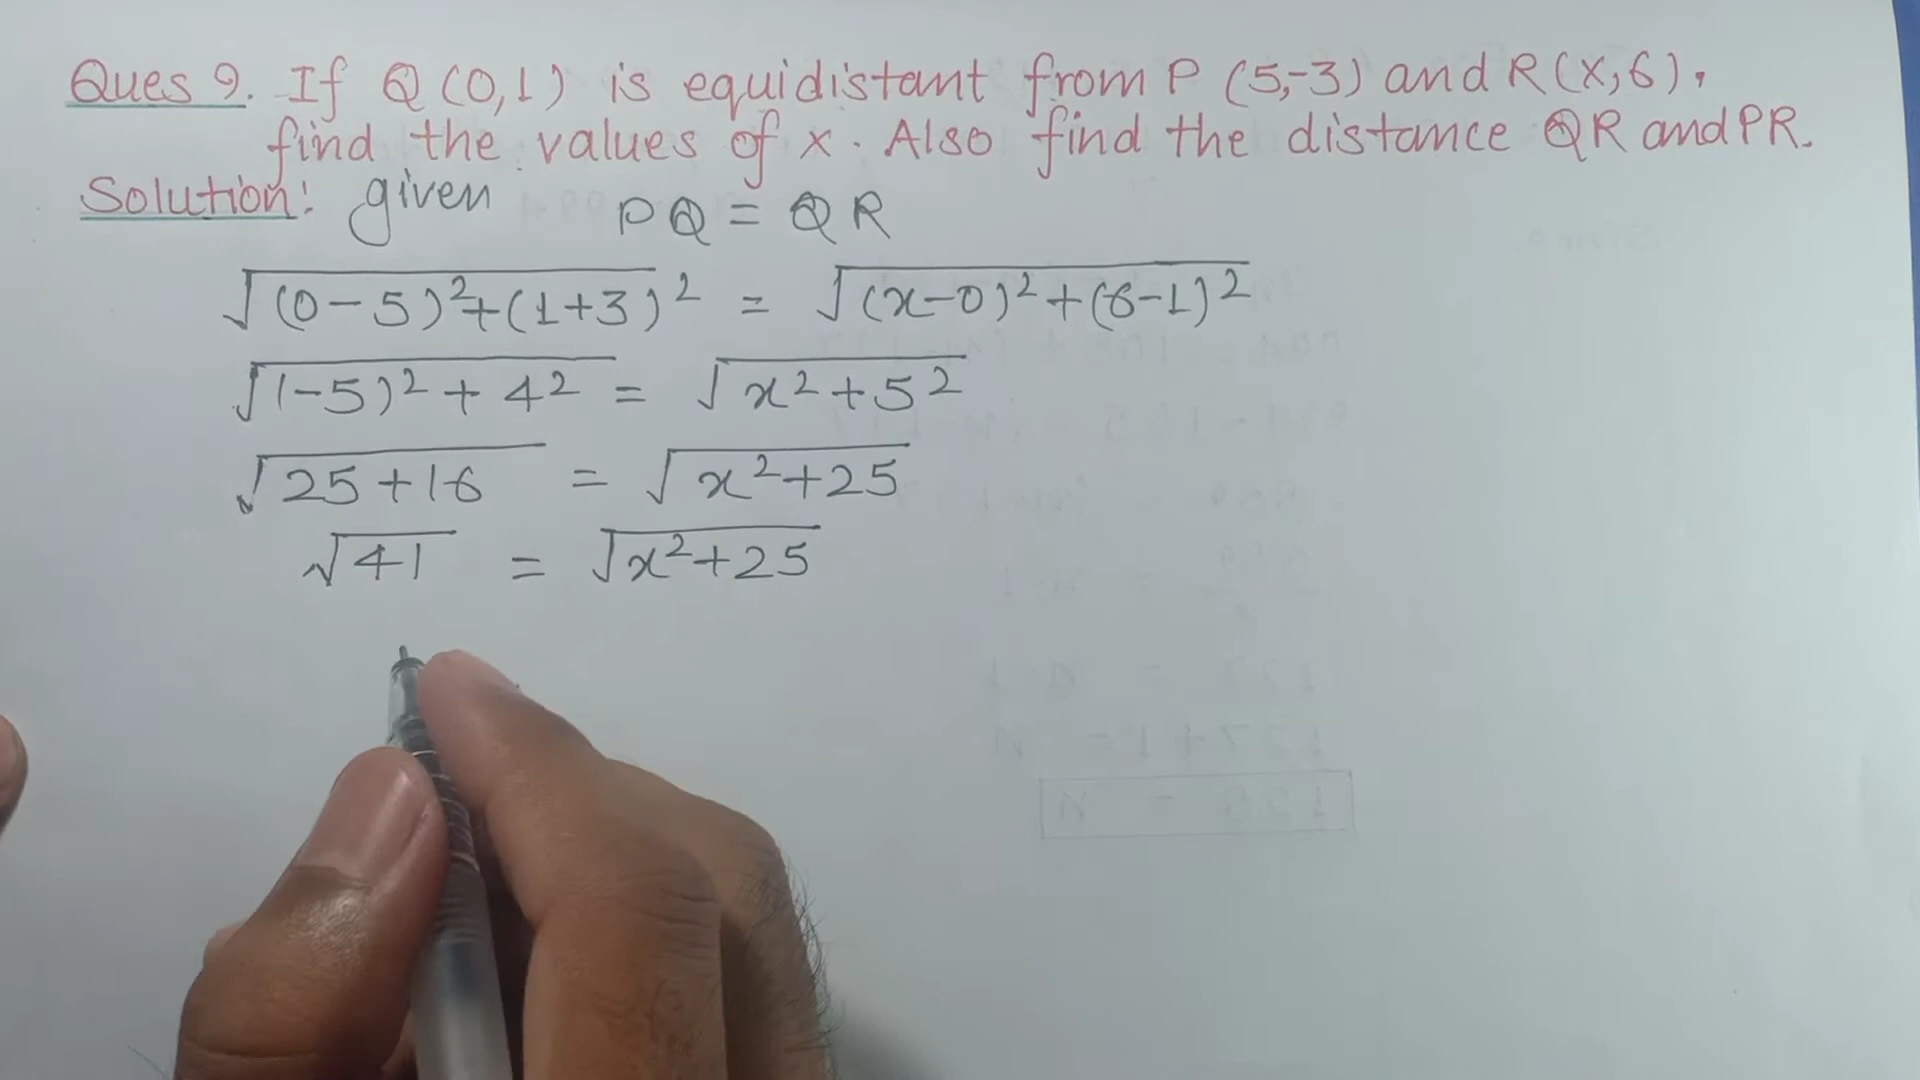 Ques 9. If Q (0,1) is equidistant from P (5,-3) and R(x,6),
find the values of x. Also find the distance QR and PR.
Solution: given PQ = QR
√(0-5)²+(1+3)² = √(x-0)²+(6-1)²
√(-5)²+4² = √x²+5²
√25+16 = √x²+25
√41 = √x²+25